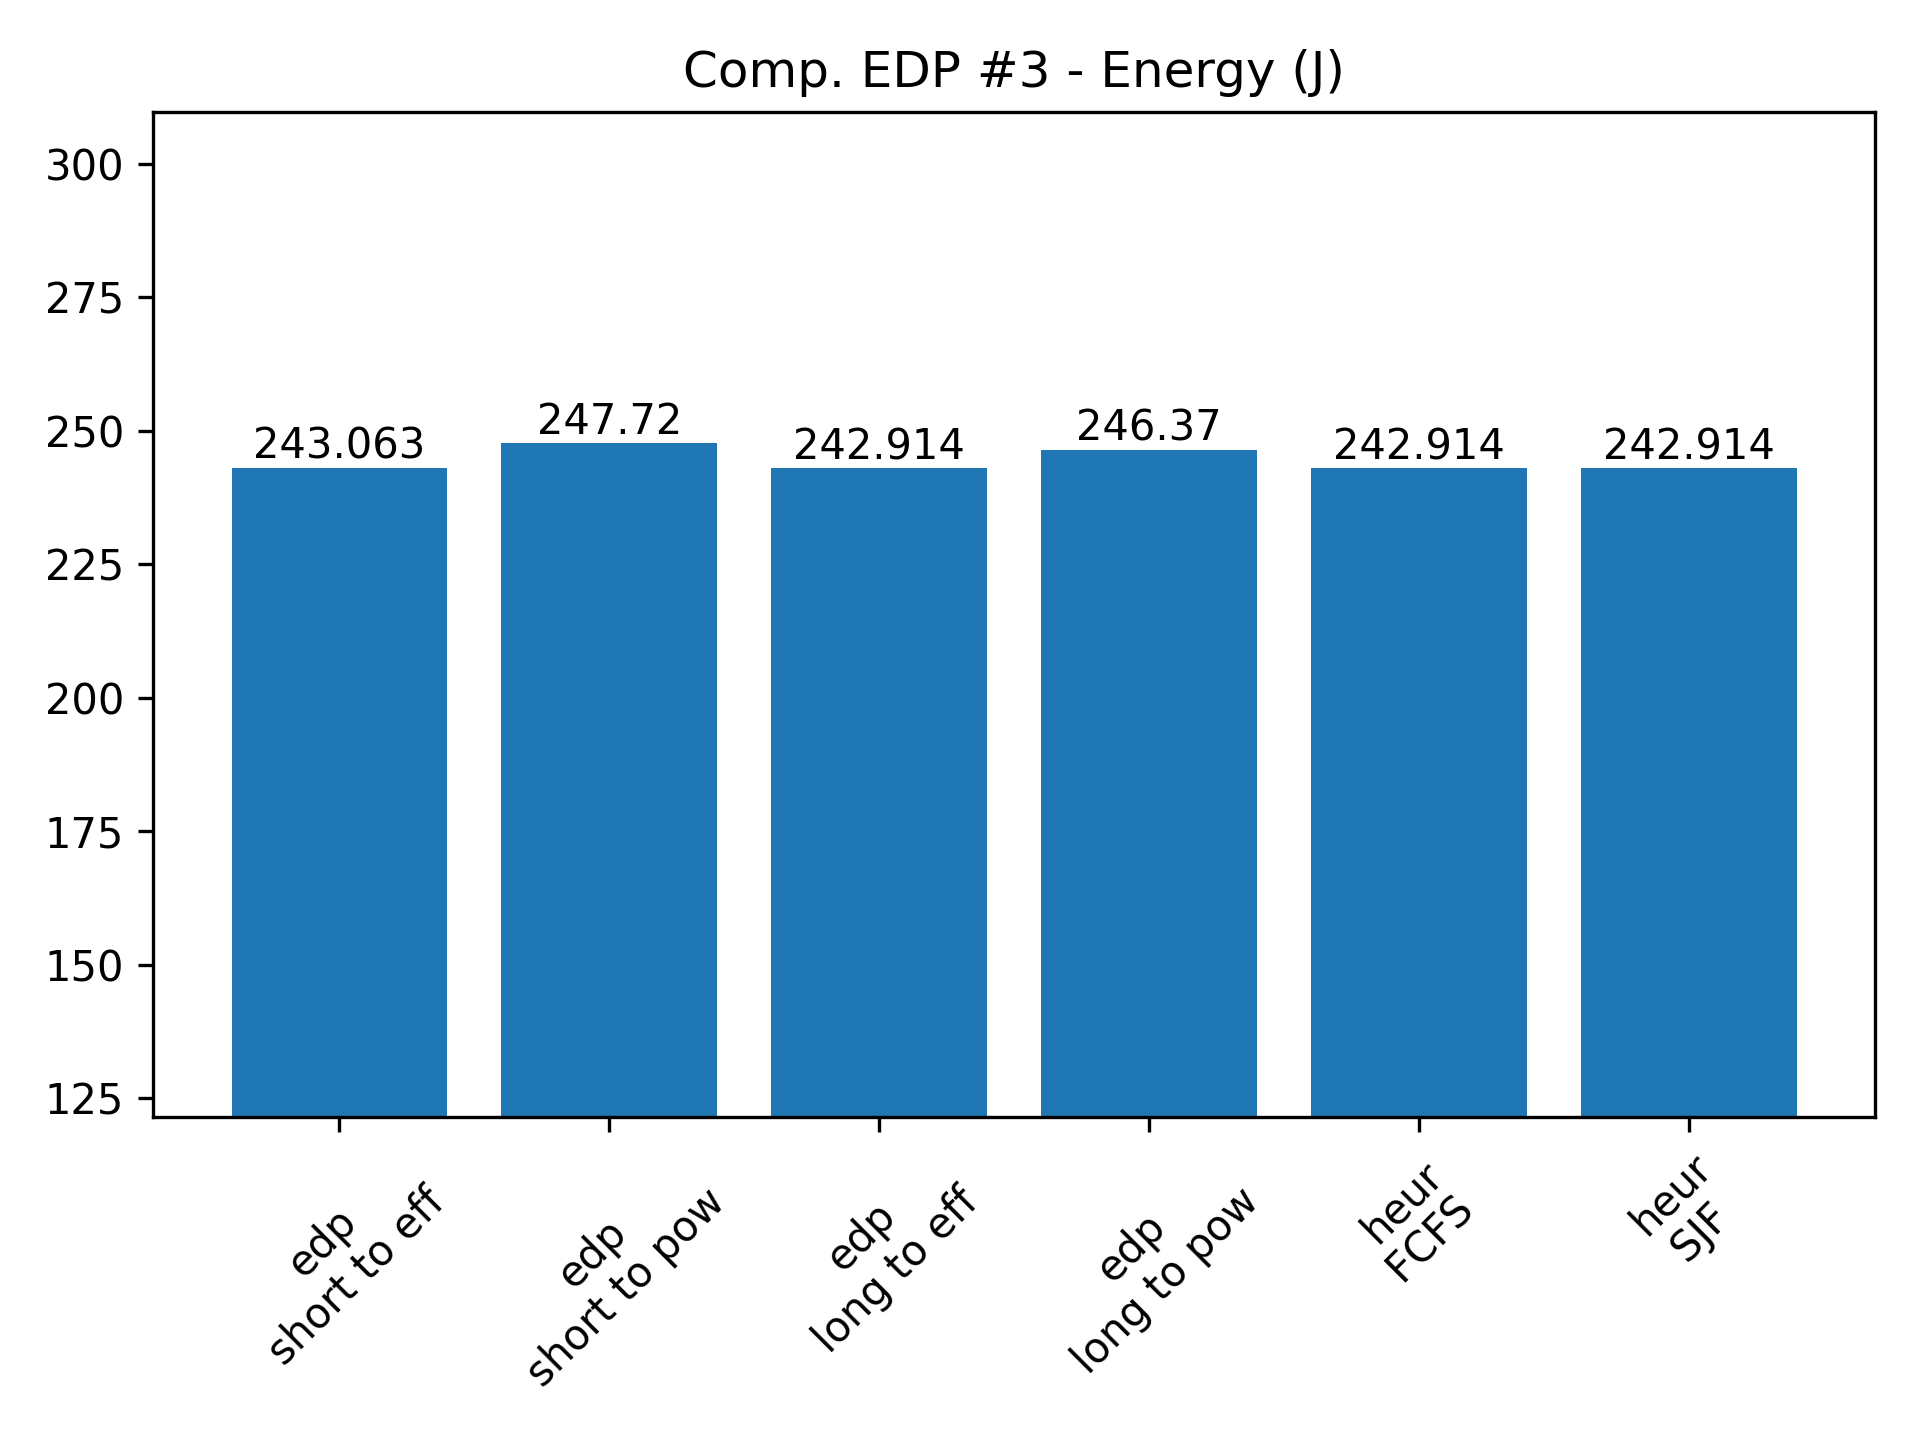 Comp. EDP #3 - Energy (J)
300
275
250
225
200
175
150
125
243.063
247.72
242.914
246.37
242.914
242.914
edp
short to eff
edp
short to pow
edp
long to eff
edp
long to pow
heur
FCFS
heur
SJF